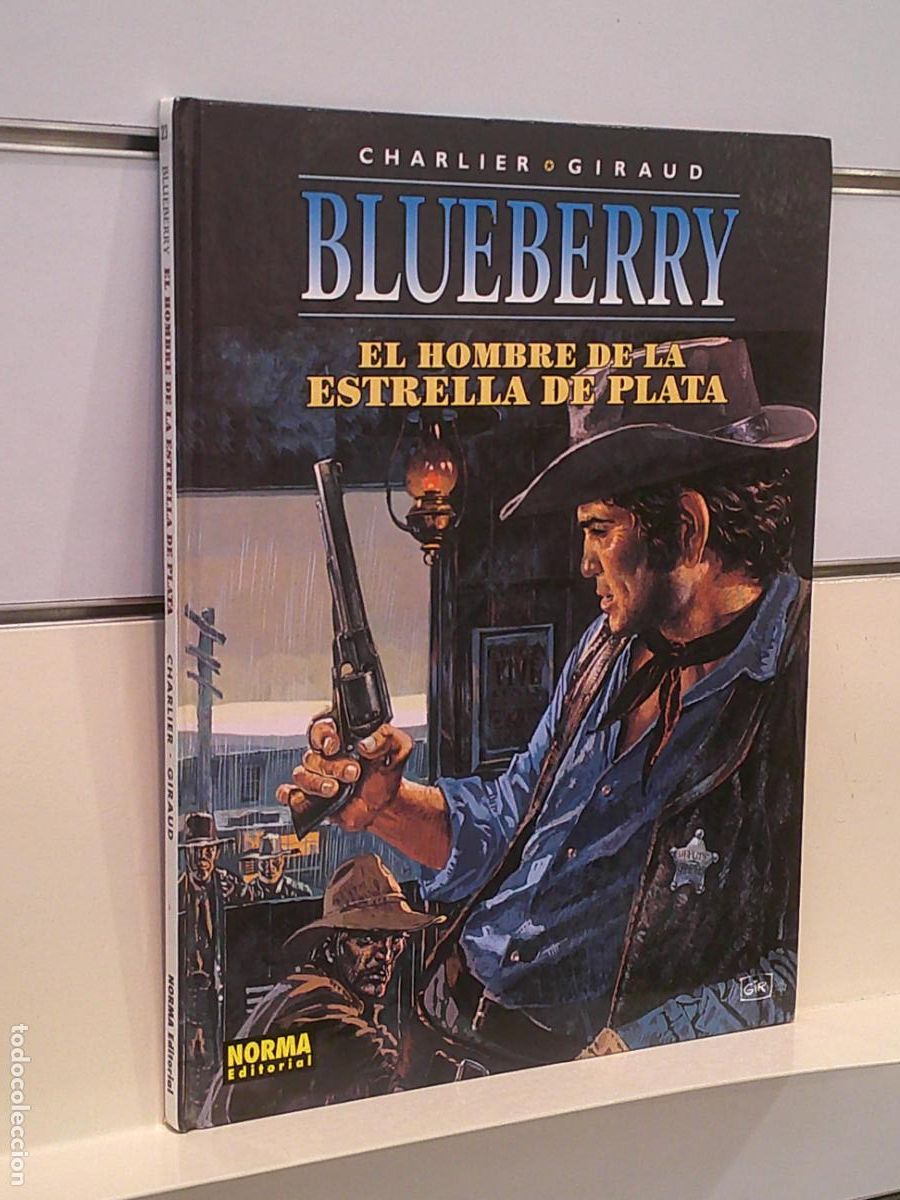 CHARLIER GIRAUD
BLUEBERRY
EL HOMBRE DE LA
ESTRELLA DE PLATA
GIR
NORMA
Editorial
23 BLUEBERRY EL HOMBRE DE LA ESTRELLA DE PLATA CHARLIER - GIRAUD NORMA Editorial
todocoleccion